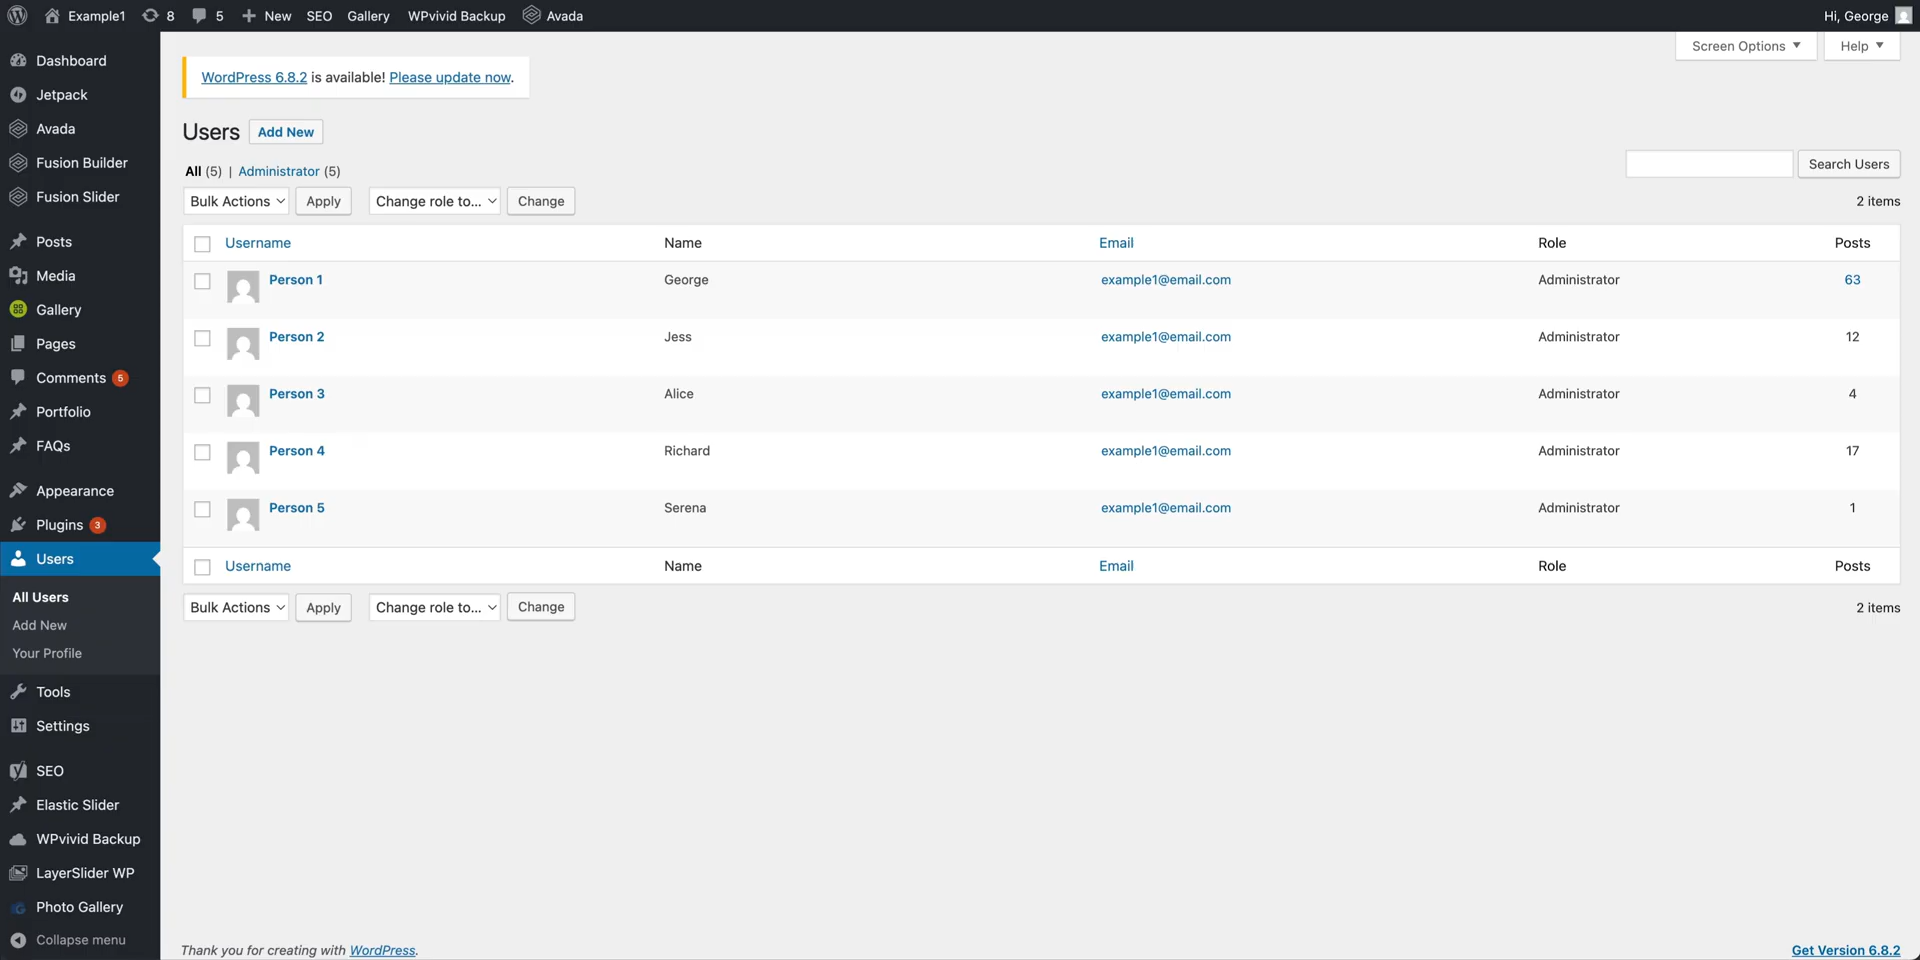 Example1 8 5 New SEO Gallery WPvivid Backup Avada Hi, George
Screen Options ▼ Help ▼
Dashboard
Jetpack
Avada
Fusion Builder
Fusion Slider
Posts
Media
Gallery
Pages
Comments 5
Portfolio
FAQs
Appearance
Plugins 3
Users
All Users
Add New
Your Profile
Tools
Settings
SEO
Elastic Slider
WPvivid Backup
LayerSlider WP
Photo Gallery
Collapse menu
WordPress 6.8.2 is available! Please update now.
Users Add New
All (5) | Administrator (5)
Search Users
Bulk Actions Apply Change role to... Change 2 items
Username Name Email Role Posts
Person 1 George example1@email.com Administrator 63
Person 2 Jess example1@email.com Administrator 12
Person 3 Alice example1@email.com Administrator 4
Person 4 Richard example1@email.com Administrator 17
Person 5 Serena example1@email.com Administrator 1
Username Name Email Role Posts
Bulk Actions Apply Change role to... Change 2 items
Thank you for creating with WordPress. Get Version 6.8.2